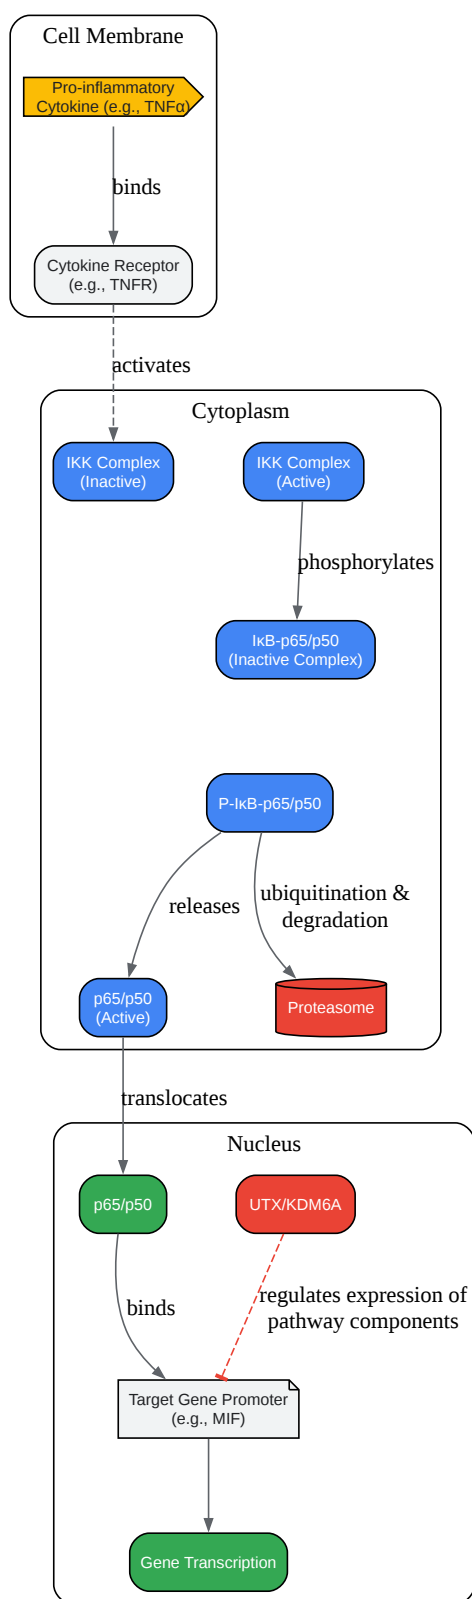 Cell Membrane
Pro-inflammatory
Cytokine (e.g., TNFα)
binds
Cytokine Receptor
(e.g., TNFR)
activates
Cytoplasm
IKK Complex
(Inactive)
IKK Complex
(Active)
phosphorylates
IκB-p65/p50
(Inactive Complex)
P-IκB-p65/p50
releases
ubiquitination &
degradation
p65/p50
(Active)
Proteasome
translocates
Nucleus
p65/p50
UTX/KDM6A
binds
regulates expression of
pathway components
Target Gene Promoter
(e.g., MIF)
Gene Transcription